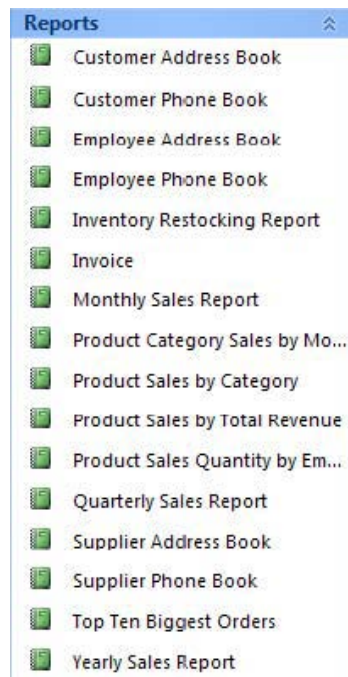 Reports
Customer Address Book
Customer Phone Book
Employee Address Book
Employee Phone Book
Inventory Restocking Report
Invoice
Monthly Sales Report
Product Category Sales by Mo...
Product Sales by Category
Product Sales by Total Revenue
Product Sales Quantity by Em...
Quarterly Sales Report
Supplier Address Book
Supplier Phone Book
Top Ten Biggest Orders
Yearly Sales Report